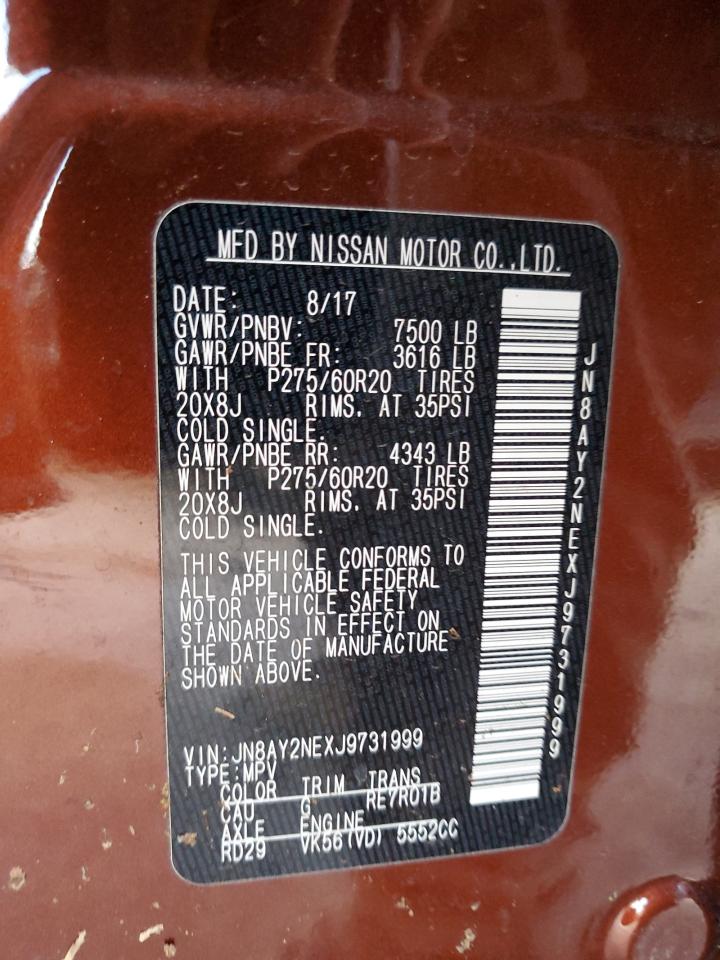 MFD BY NISSAN MOTOR CO.,LTD.
DATE: 8/17
GVWR/PNBV: 7500 LB
GAWR/PNBE FR: 3616 LB
WITH P275/60R20 TIRES
20X8J RIMS. AT 35PSI
COLD SINGLE.
GAWR/PNBE RR: 4343 LB
WITH P275/60R20 TIRES
20X8J RIMS. AT 35PSI
COLD SINGLE.
THIS VEHICLE CONFORMS TO
ALL APPLICABLE FEDERAL
MOTOR VEHICLE SAFETY
STANDARDS IN EFFECT ON
THE DATE OF MANUFACTURE
SHOWN ABOVE.
VIN:JN8AY2NEXJ9731999
TYPE:MPV
COLOR TRIM TRANS
CAU G RE7R01B
AXLE ENGINE
RD29 VK56(VD) 5552CC
JN8AY2NEXJ9731999